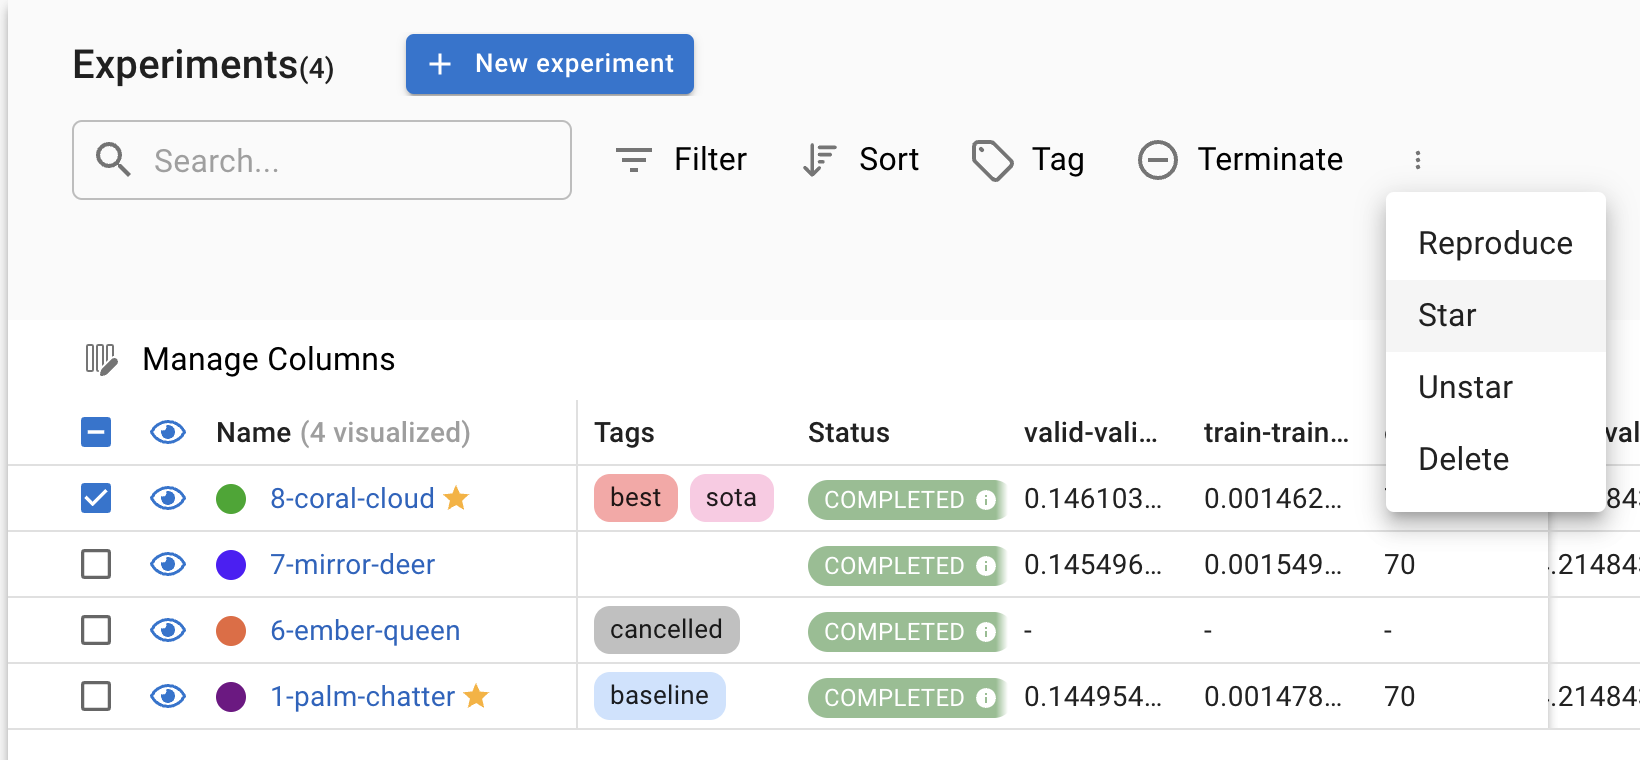 Experiments(4)
New experiment
Search...
Filter
Sort
Tag
Terminate
Reproduce
Star
Unstar
Delete
Manage Columns
Name (4 visualized) Tags Status valid-vali... train-train...
8-coral-cloud best sota COMPLETED 0.146103... 0.001462...
7-mirror-deer COMPLETED 0.145496... 0.001549... 70 .21484
6-ember-queen cancelled COMPLETED - - -
1-palm-chatter baseline COMPLETED 0.144954... 0.001478... 70 .21484